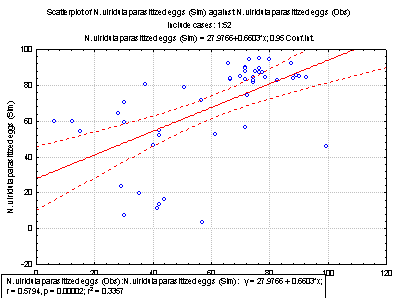 Scatterplot of N. viridula parasitized eggs (Sim) against N. viridula parasitized eggs (Obs)
Include cases: 1:52
N. viridula parasitized eggs (Sim) = 27.9766+0.6603*x; 0.95 Conf.Int.
100
80
60
40
20
0
-20
N. viridula parasitized eggs (Sim)
0 20 40 60 80 100 120
N. viridula parasitized eggs (Obs):N. viridula parasitized eggs (Sim): y = 27.9766 + 0.6603*x;
r = 0.5794, p = 0.00002; r² = 0.3357